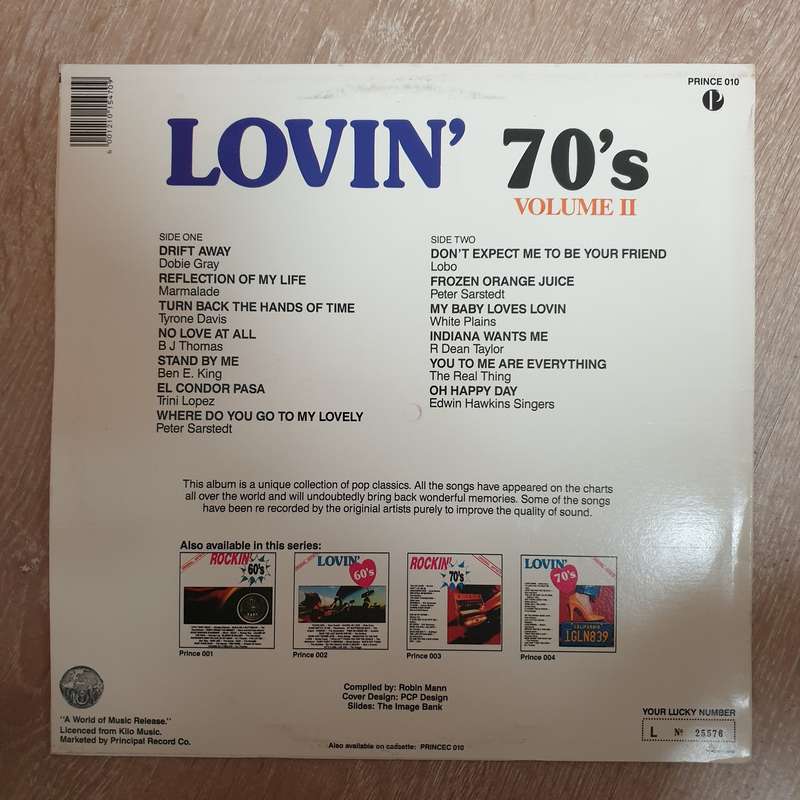 PRINCE 010
LOVIN' 70's
VOLUME II
SIDE ONE
DRIFT AWAY
Dobie Gray
REFLECTION OF MY LIFE
Marmalade
TURN BACK THE HANDS OF TIME
Tyrone Davis
NO LOVE AT ALL
B J Thomas
STAND BY ME
Ben E. King
EL CONDOR PASA
Trini Lopez
WHERE DO YOU GO TO MY LOVELY
Peter Sarstedt
SIDE TWO
DON'T EXPECT ME TO BE YOUR FRIEND
Lobo
FROZEN ORANGE JUICE
Peter Sarstedt
MY BABY LOVES LOVIN
White Plains
INDIANA WANTS ME
R Dean Taylor
YOU TO ME ARE EVERYTHING
The Real Thing
OH HAPPY DAY
Edwin Hawkins Singers
This album is a unique collection of pop classics. All the songs have appeared on the charts
all over the world and will undoubtedly bring back wonderful memories. Some of the songs
have been re recorded by the originial artists purely to improve the quality of sound.
Also available in this series:
ROCKIN'
60's
LOVIN'
60's
ROCKIN'
70's
LOVIN'
70's
CALIFORNIA
1GLN839
Prince 001
Prince 002
Prince 003
Prince 004
Compiled by: Robin Mann
Cover Design: PCP Design
Slides: The Image Bank
"A World of Music Release."
Licenced from Kilo Music.
Marketed by Principal Record Co.
Also available on cadsette: PRINCEC 010
YOUR LUCKY NUMBER
L Nº 25576